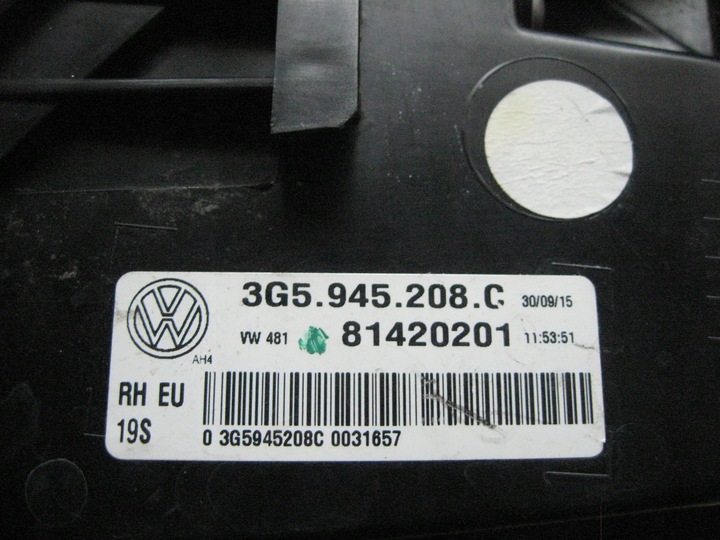 3G5.945.208.C 30/09/15
VW 481 81420201 11:53:51
AH4
RH EU
19S
0 3G5945208C 0031657